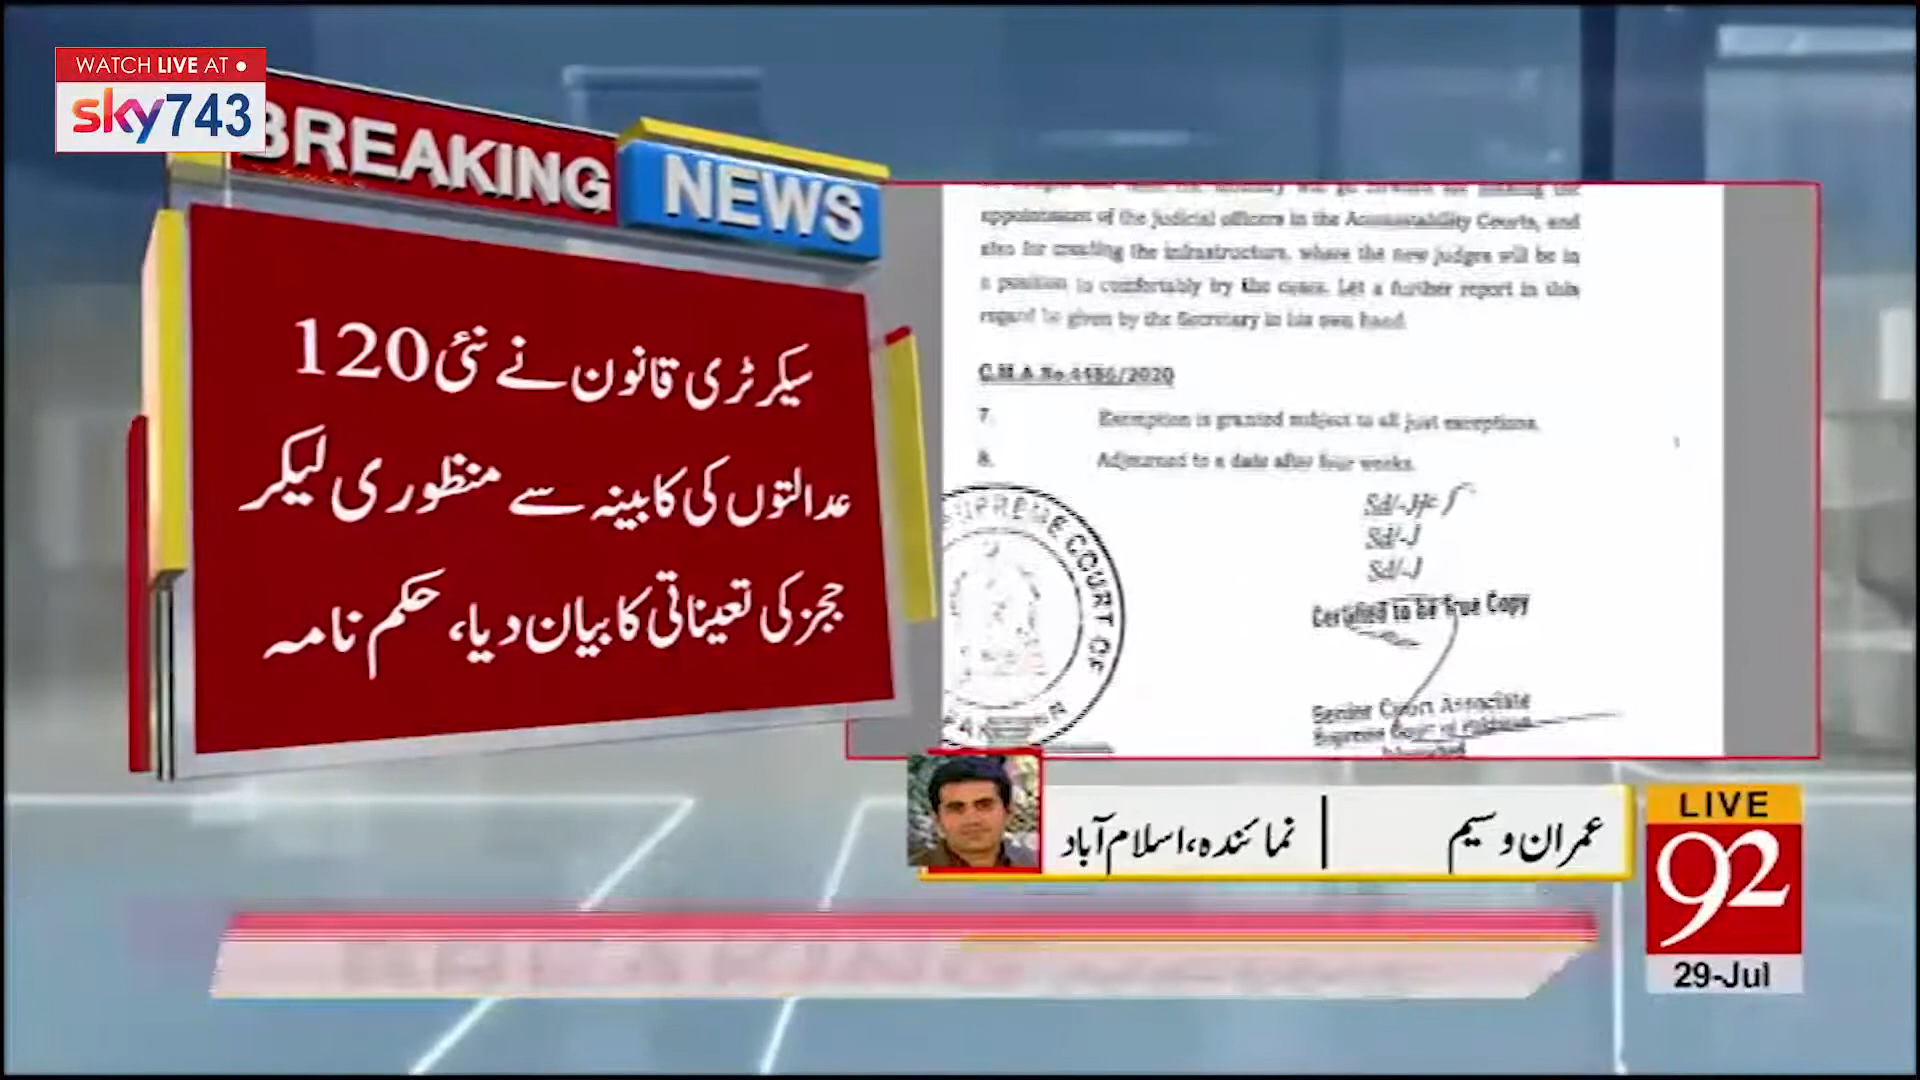 WATCH LIVE AT
sky743
BREAKING NEWS
سیکرٹری قانون نے نئی 120
عدالتوں کی کابینہ سے منظوری لیکر
ججز کی تعیناتی کا بیان دیا، حکم نامہ
appointment of the judicial officers in the Accountability Courts, and
also for creating the infrastructure, where the new judges will be in
a position to comfortably try the cases. Let a further report in this
regard be given by the Secretary in his own hand.
7. Exemption is granted subject to all just exceptions.
8. Adjourned to a date after four weeks.
Sd/-J
Sd/-J
Certified to be True Copy
SUPREME COURT OF
Senior Court Associate
عمران وسیم
نمائندہ، اسلام آباد
LIVE
92
29-Jul